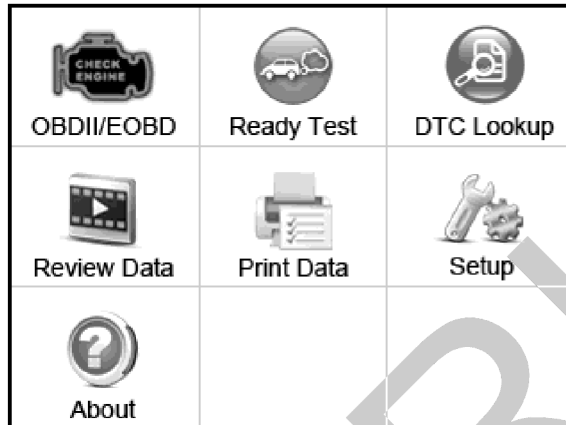 CHECK
ENGINE
OBDII/EOBD
Ready Test
DTC Lookup
Review Data
Print Data
Setup
?
About